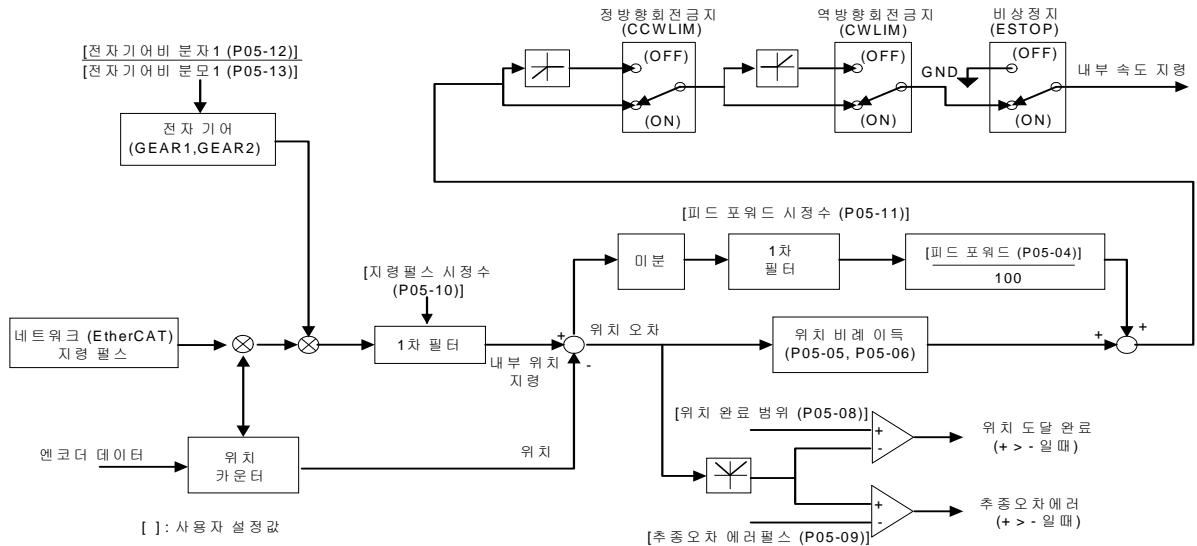 정방향회전금지
(CCWLIM)
역방향회전금지
(CWLIM)
비상정지
(ESTOP)
[전자기어비 분자1 (P05-12)]
[전자기어비 분모1 (P05-13)]
(OFF)
(OFF)
(OFF)
GND
내부 속도 지령
(ON)
(ON)
(ON)
전자 기어
(GEAR1,GEAR2)
[피드 포워드 시정수 (P05-11)]
미분
1차
필터
[피드 포워드 (P05-04)]
100
[지령펄스 시정수
(P05-10)]
네트워크 (EtherCAT)
지령 펄스
1차 필터
+
-
위치 오차
내부 위치
지령
위치 비례 이득
(P05-05, P05-06)
+
+
[위치 완료 범위 (P05-08)]
+
-
위치 도달 완료
(+ > - 일때)
엔코더 데이터
위치
카운터
위치
+
-
추종오차에러
(+ > - 일때)
[추종오차 에러펄스 (P05-09)]
[ ] : 사용자 설정값